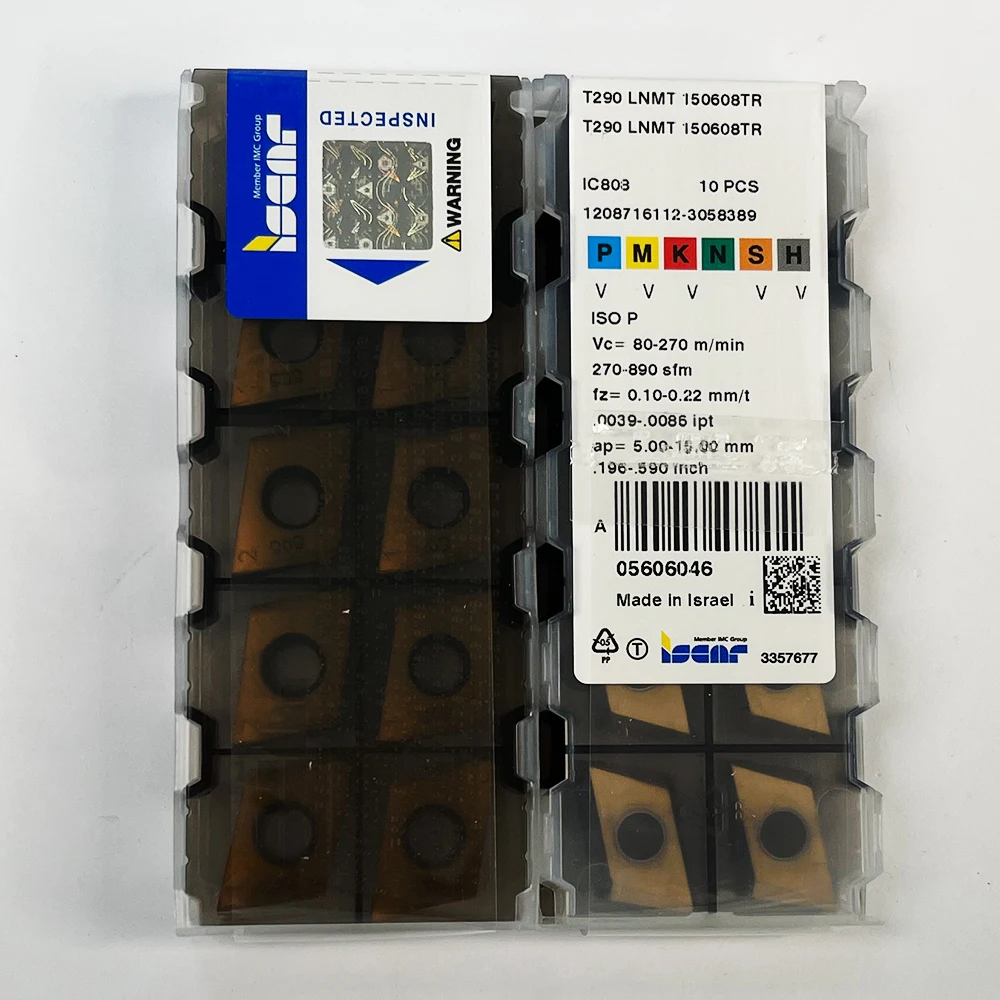 ISCAR
Member IMC Group
INSPECTED
WARNING
T290 LNMT 150608TR
T290 LNMT 150608TR
IC808 10 PCS
1208716112-3058389
P M K N S H
V V V V V
ISO P
Vc= 80-270 m/min
270-890 sfm
fz= 0.10-0.22 mm/t
.0039-.0086 ipt
ap= 5.00-15.00 mm
.196-.590 inch
A
05606046
Made in Israel i
05
PP
T
Member IMC Group
ISCAR
3357677